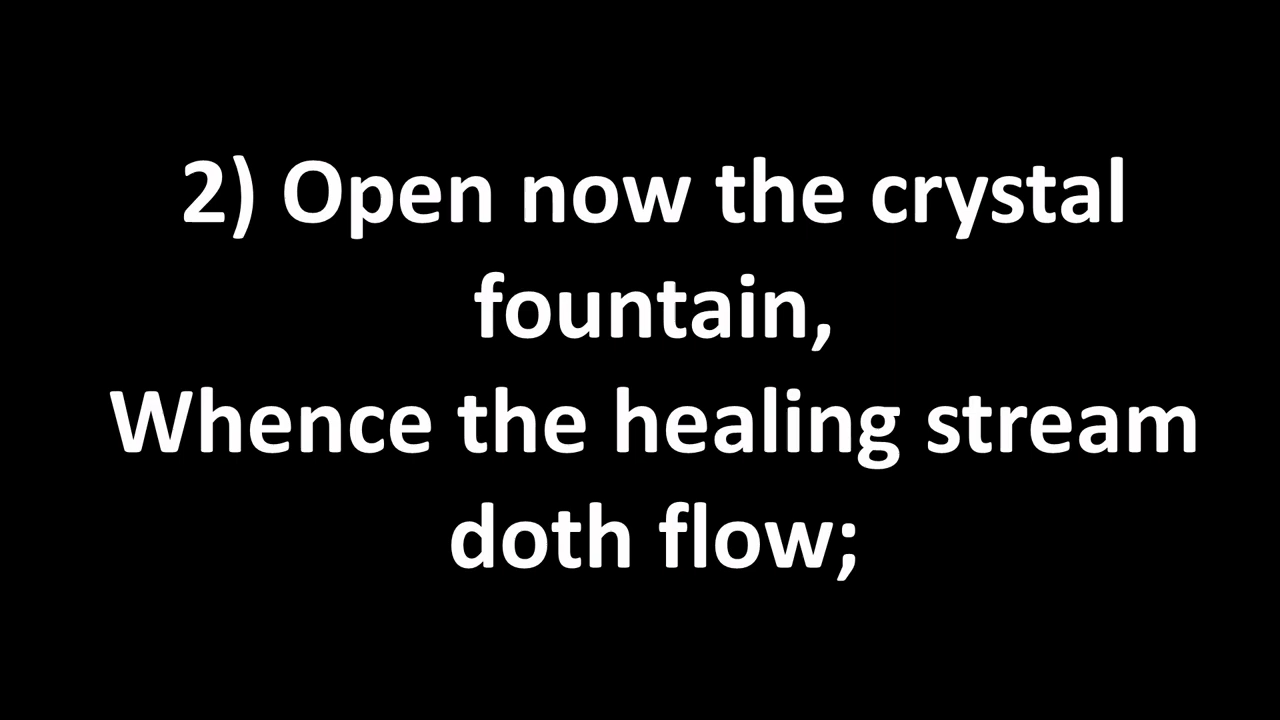 2) Open now the crystal
fountain,
Whence the healing stream
doth flow;